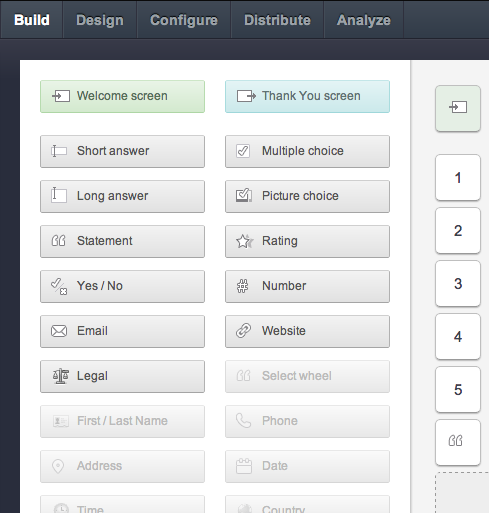 Build Design Configure Distribute Analyze
Welcome screen Thank You screen
Short answer Multiple choice
1
Long answer Picture choice
2
Statement Rating
Yes / No Number
3
Email Website
4
Legal Select wheel
5
First / Last Name Phone
Address Date
Time Country